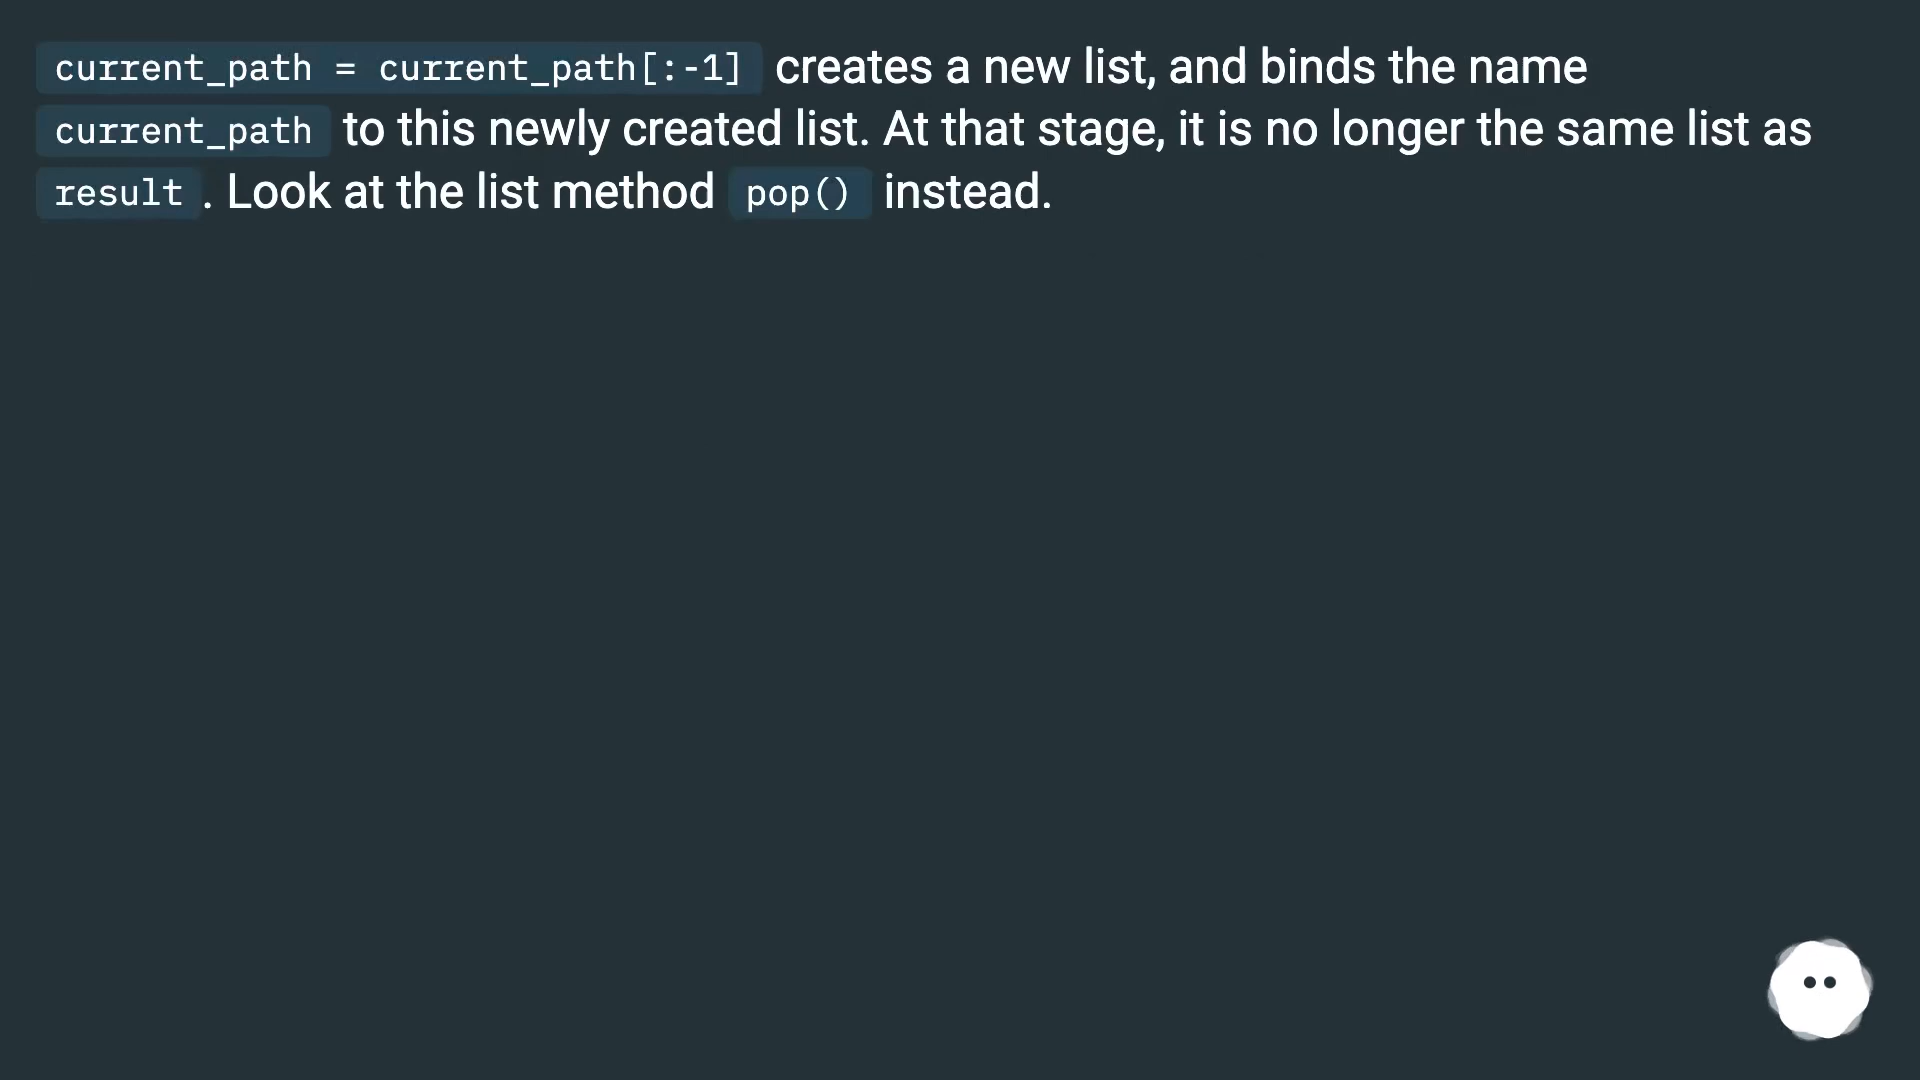 current_path = current_path[:-1] creates a new list, and binds the name
current_path to this newly created list. At that stage, it is no longer the same list as
result . Look at the list method pop() instead.